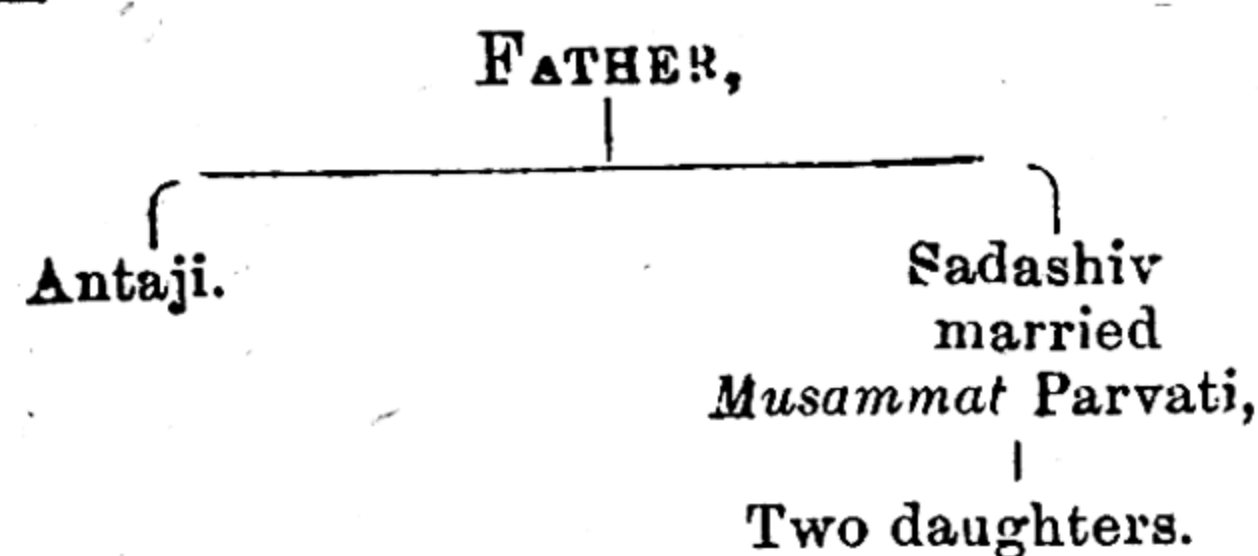 FATHER,
Antaji.
Sadashiv
married
Musammat Parvati,
Two daughters.